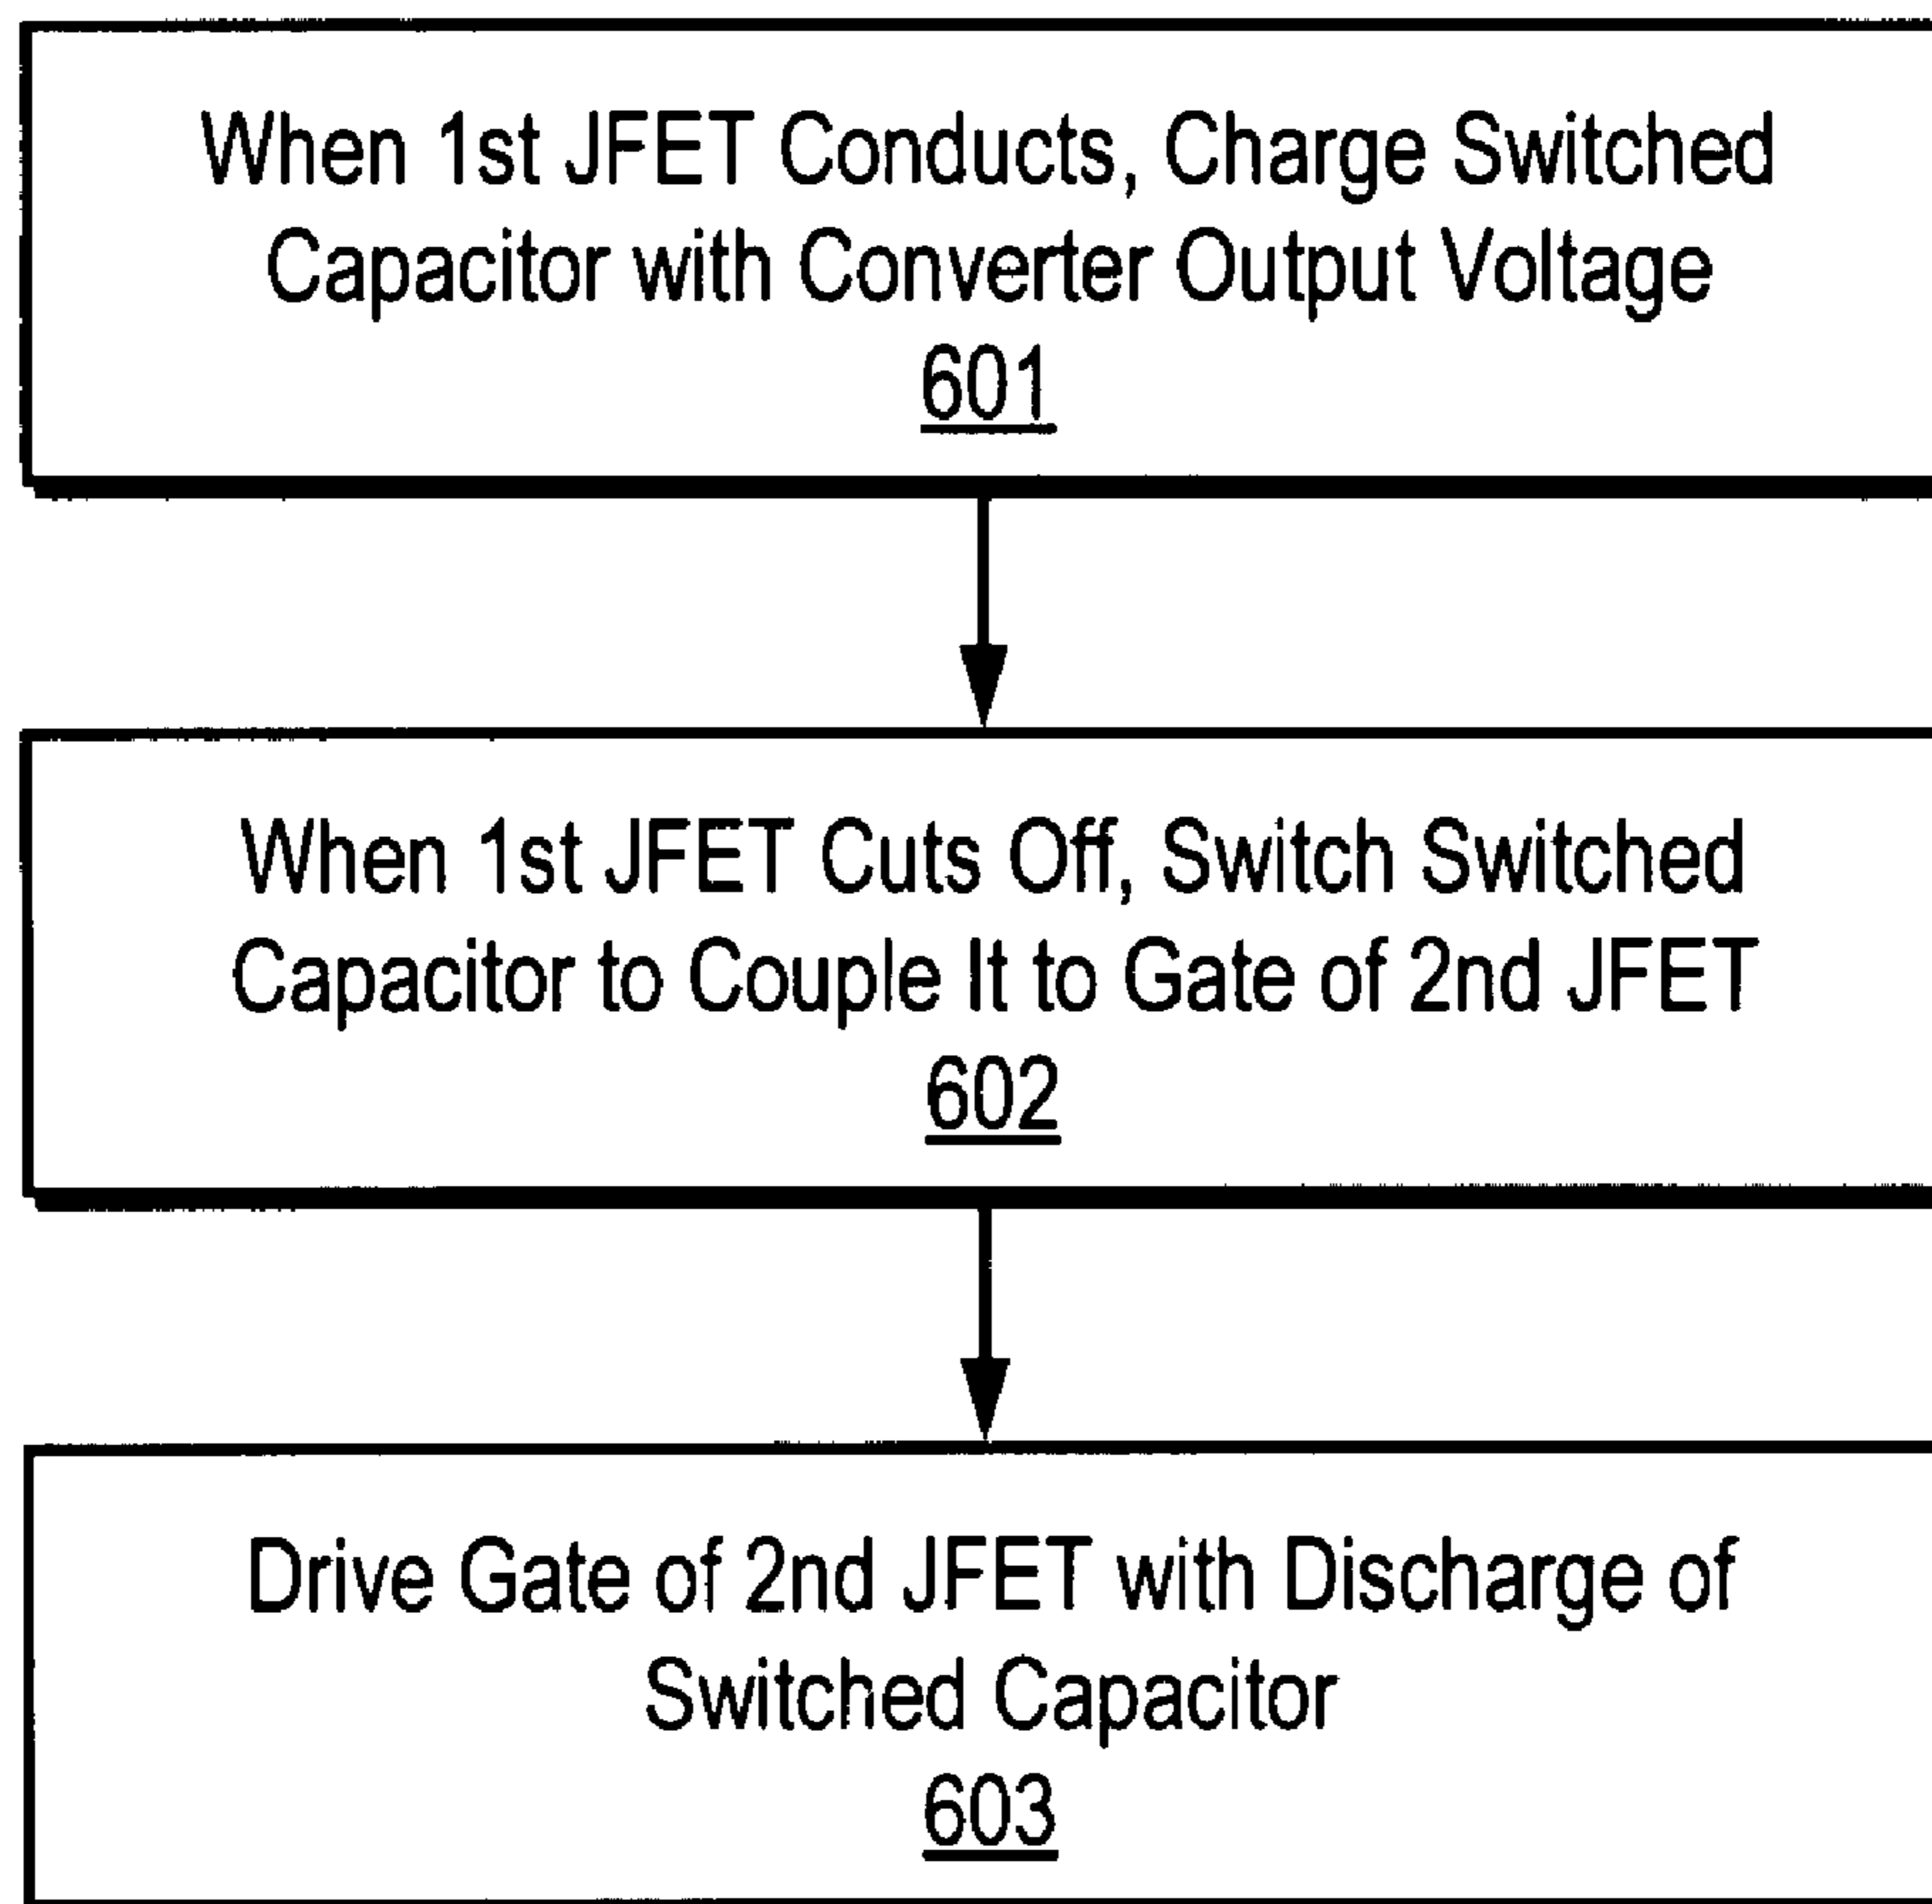 When 1st JFET Conducts, Charge Switched
Capacitor with Converter Output Voltage
601
When 1st JFET Cuts Off, Switch Switched
Capacitor to Couple It to Gate of 2nd JFET
602
Drive Gate of 2nd JFET with Discharge of
Switched Capacitor
603